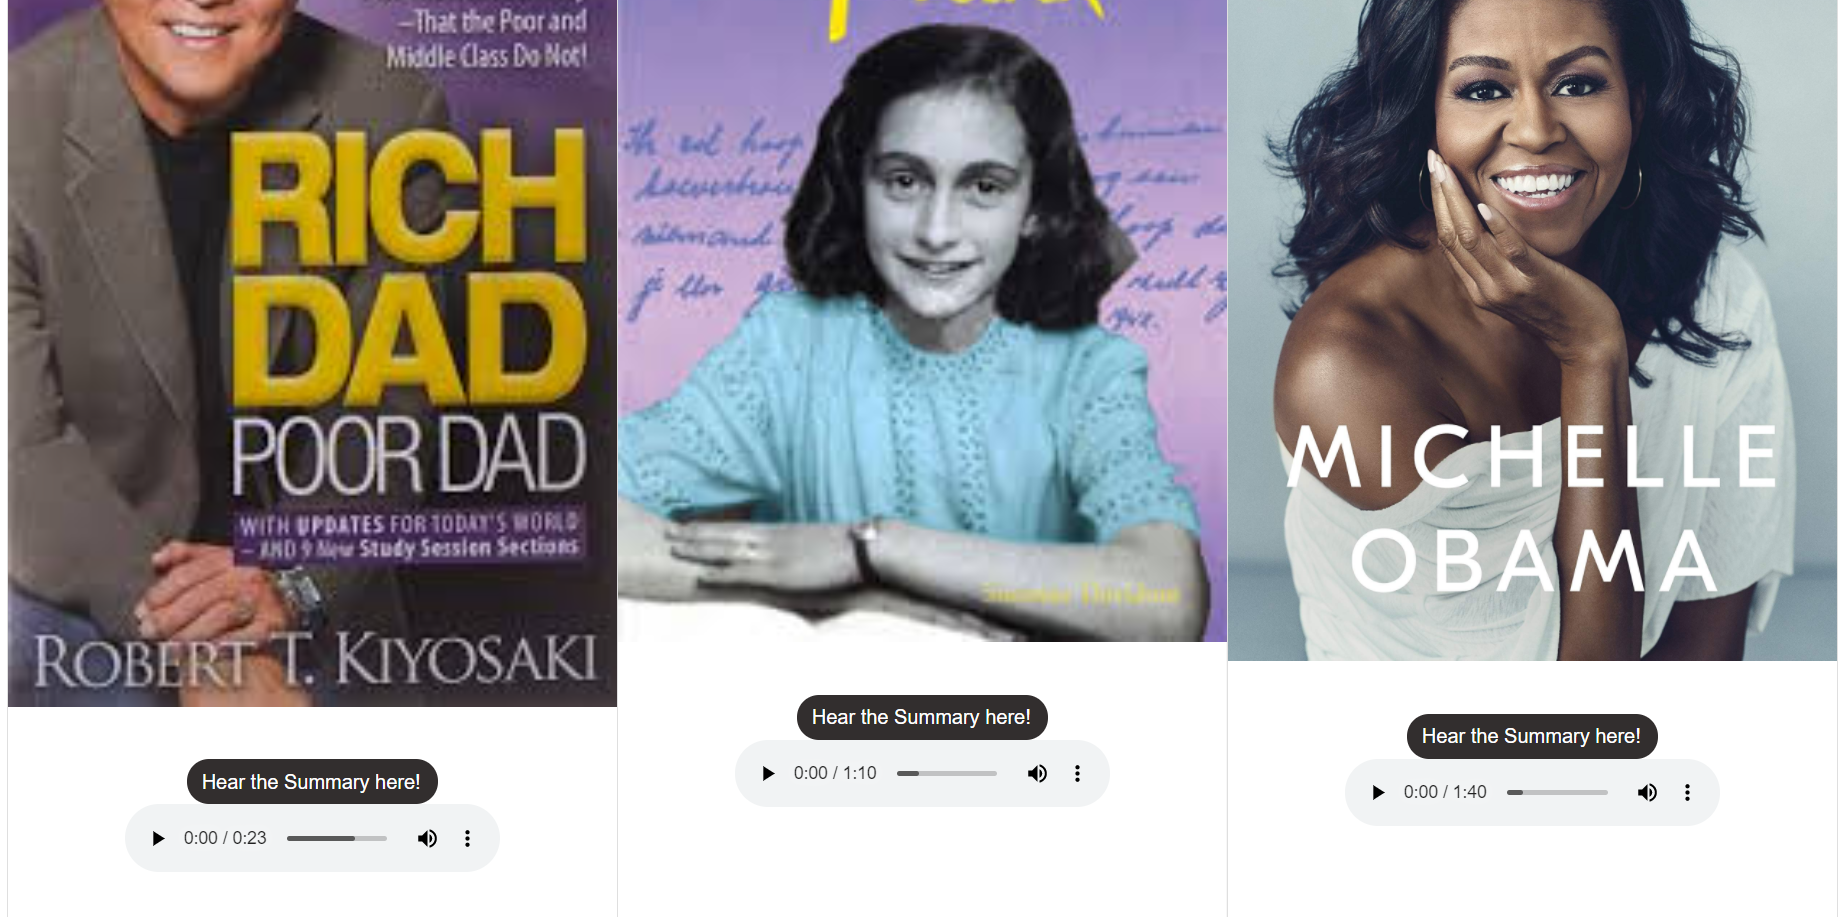 —That the Poor and
Middle Class Do Not!
RICH
DAD
POOR DAD
WITH UPDATES FOR TODAY'S WORLD
– AND 9 New Study Session Sections
ROBERT T. KIYOSAKI
Hear the Summary here!
0:00 / 0:23
Susanna Davidson
Hear the Summary here!
0:00 / 1:10
MICHELLE
OBAMA
Hear the Summary here!
0:00 / 1:40